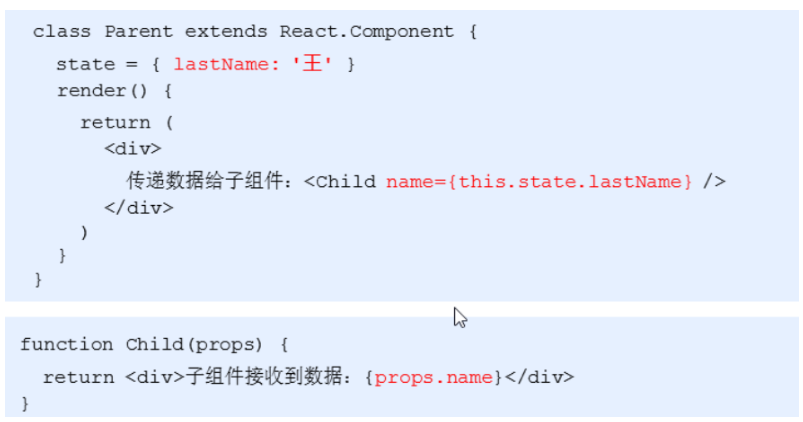 class Parent extends React.Component {
state = { lastName: '王' }
render() {
return (
<div>
传递数据给子组件：<Child name={this.state.lastName} />
</div>
)
}
}
function Child(props) {
return <div>子组件接收到数据：{props.name}</div>
}